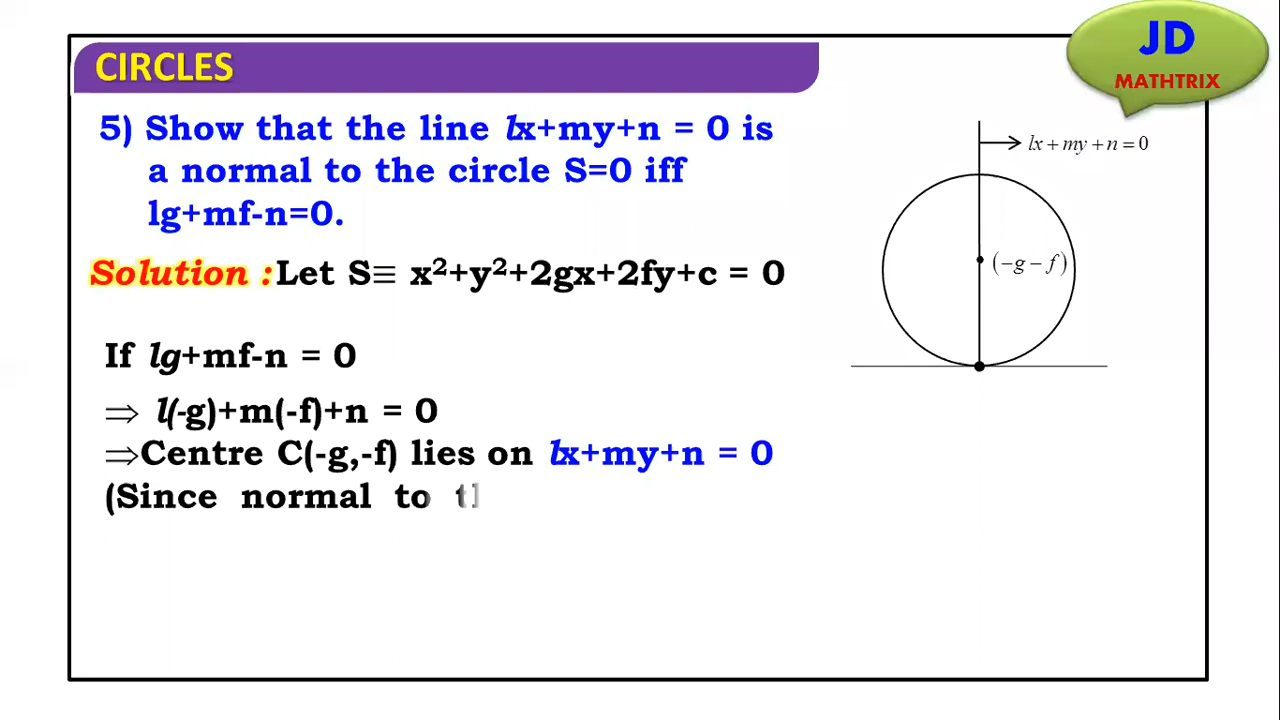 CIRCLES
JD
MATHTRIX
5) Show that the line lx+my+n = 0 is
a normal to the circle S=0 iff
lg+mf-n=0.
lx + my + n = 0
(−g − f)
Solution : Let S≡ x²+y²+2gx+2fy+c = 0
If lg+mf-n = 0
⇒ l(-g)+m(-f)+n = 0
⇒Centre C(-g,-f) lies on lx+my+n = 0
(Since normal to